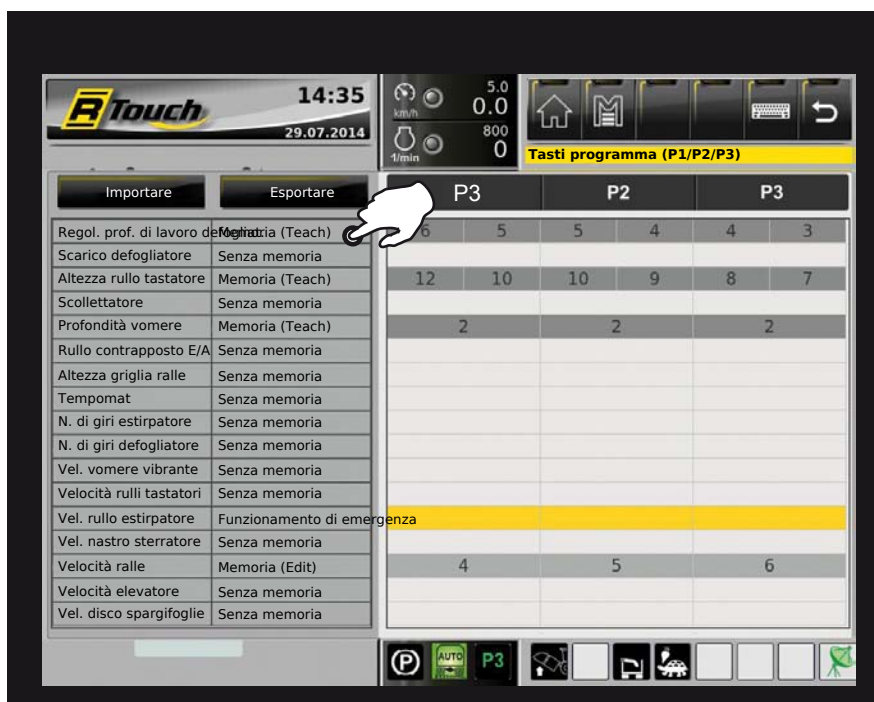 R Touch
14:35
29.07.2014
km/h
5.0
0.0
1/min
800
0
Tasti programma (P1/P2/P3)
Importare Esportare P3 P2 P3
Regol. prof. di lavoro defogliat. Memoria (Teach) 6 5 5 4 4 3
Scarico defogliatore Senza memoria
Altezza rullo tastatore Memoria (Teach) 12 10 10 9 8 7
Scollettatore Senza memoria
Profondità vomere Memoria (Teach) 2 2 2
Rullo contrapposto E/A Senza memoria
Altezza griglia ralle Senza memoria
Tempomat Senza memoria
N. di giri estirpatore Senza memoria
N. di giri defogliatore Senza memoria
Vel. vomere vibrante Senza memoria
Velocità rulli tastatori Senza memoria
Vel. rullo estirpatore Funzionamento di emergenza
Vel. nastro sterratore Senza memoria
Velocità ralle Memoria (Edit) 4 5 6
Velocità elevatore Senza memoria
Vel. disco spargifoglie Senza memoria
P AUTO P3